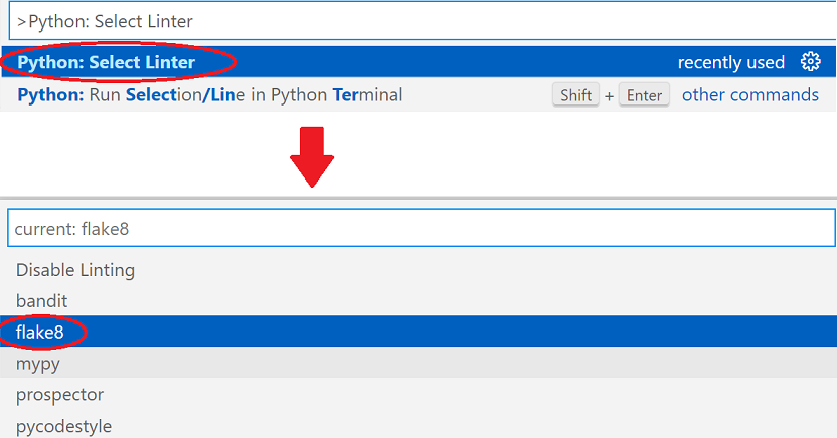 >Python: Select Linter
Python: Select Linter recently used
Python: Run Selection/Line in Python Terminal Shift + Enter other commands
current: flake8
Disable Linting
bandit
flake8
mypy
prospector
pycodestyle